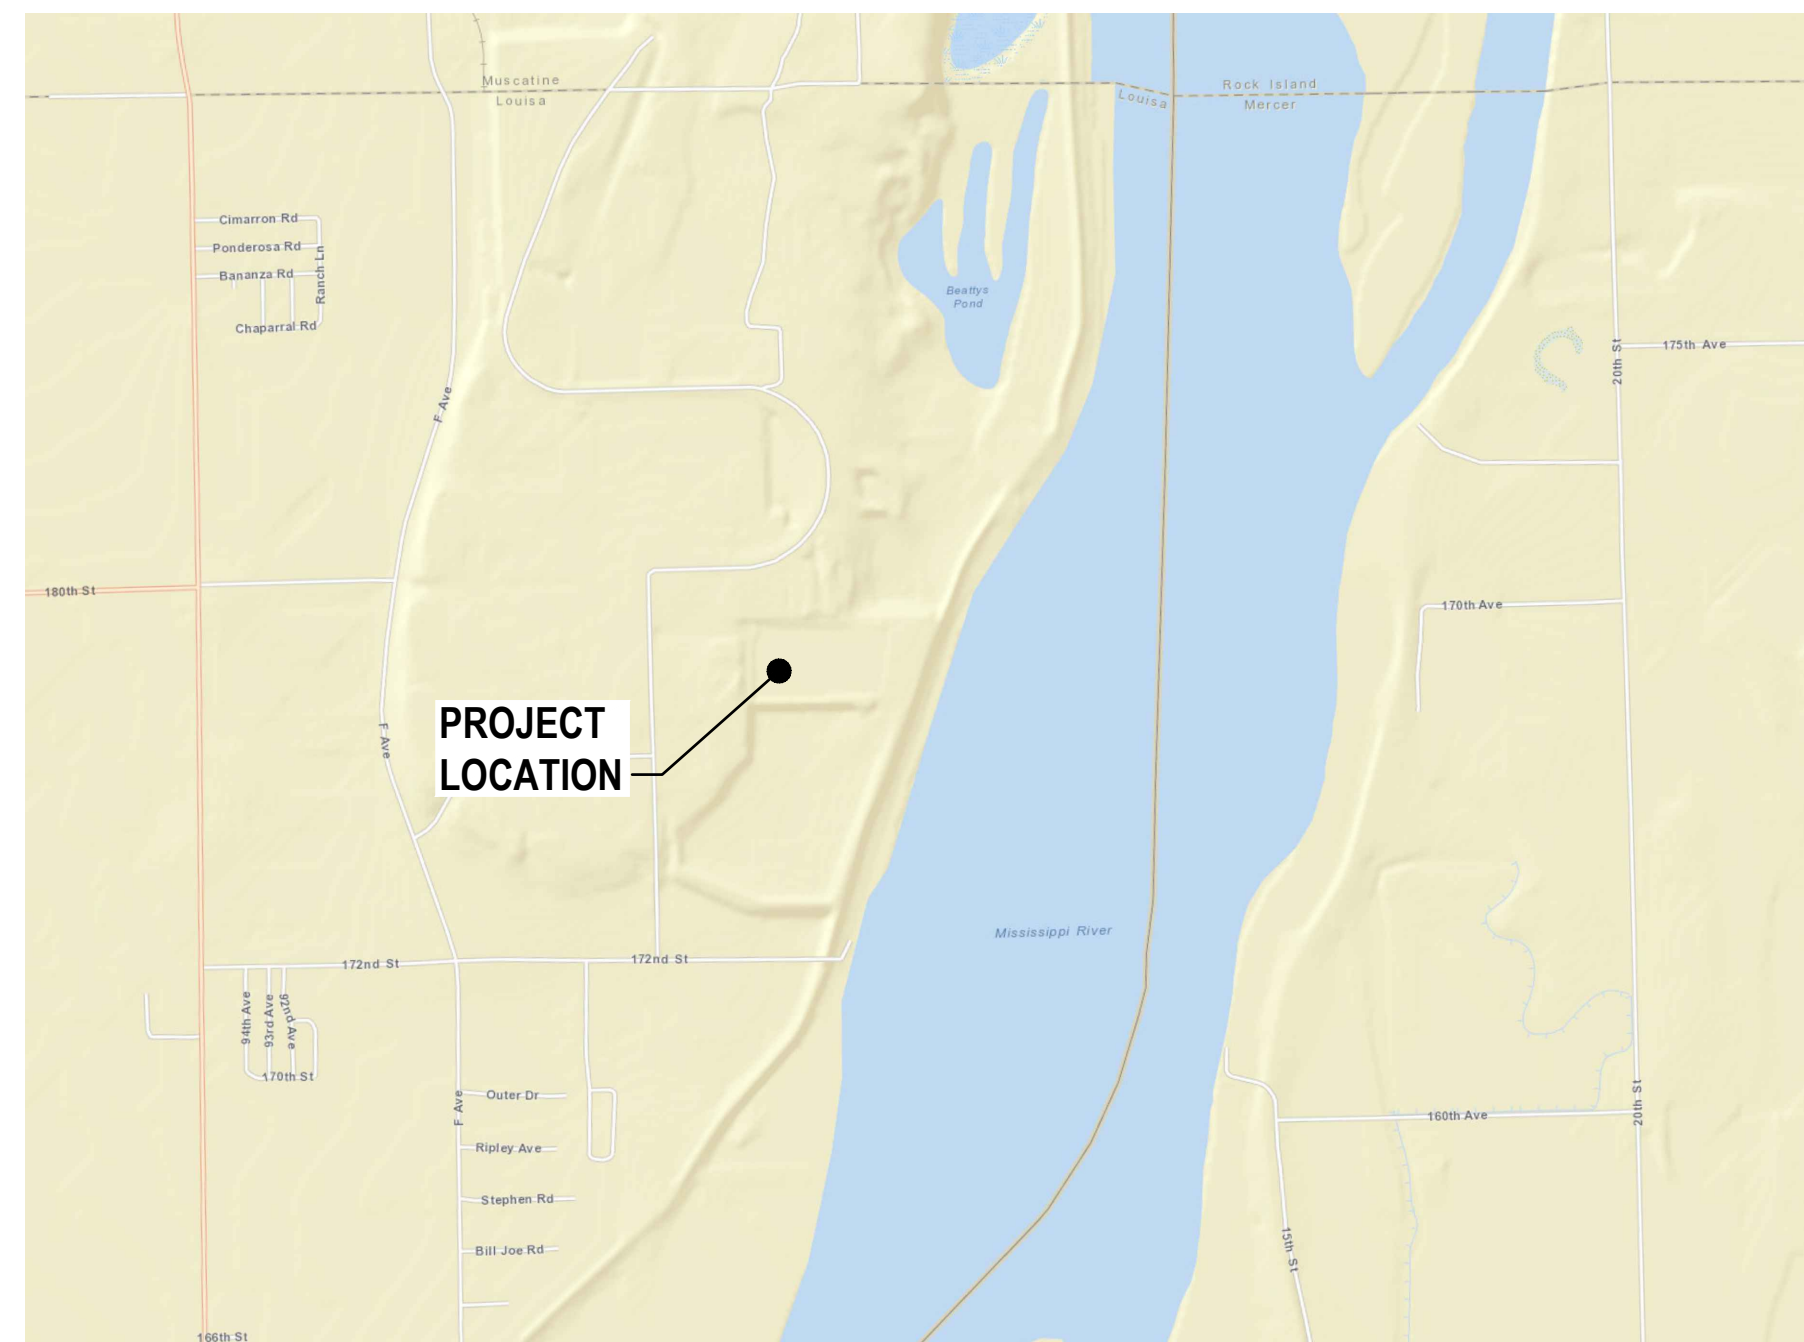 Muscatine
Louisa
Louisa
Rock Island
Mercer
Cimarron Rd
Ponderosa Rd
Bananza Rd
Ranch Ln
Chaparral Rd
Beattys
Pond
175th Ave
20th St
F Ave
180th St
170th Ave
PROJECT
LOCATION
F Ave
Mississippi River
172nd St
172nd St
94th Ave
93rd Ave
92nd Ave
170th St
Outer Dr
F Ave
Ripley Ave
Stephen Rd
Bill Joe Rd
160th Ave
20th St
15th St
166th St